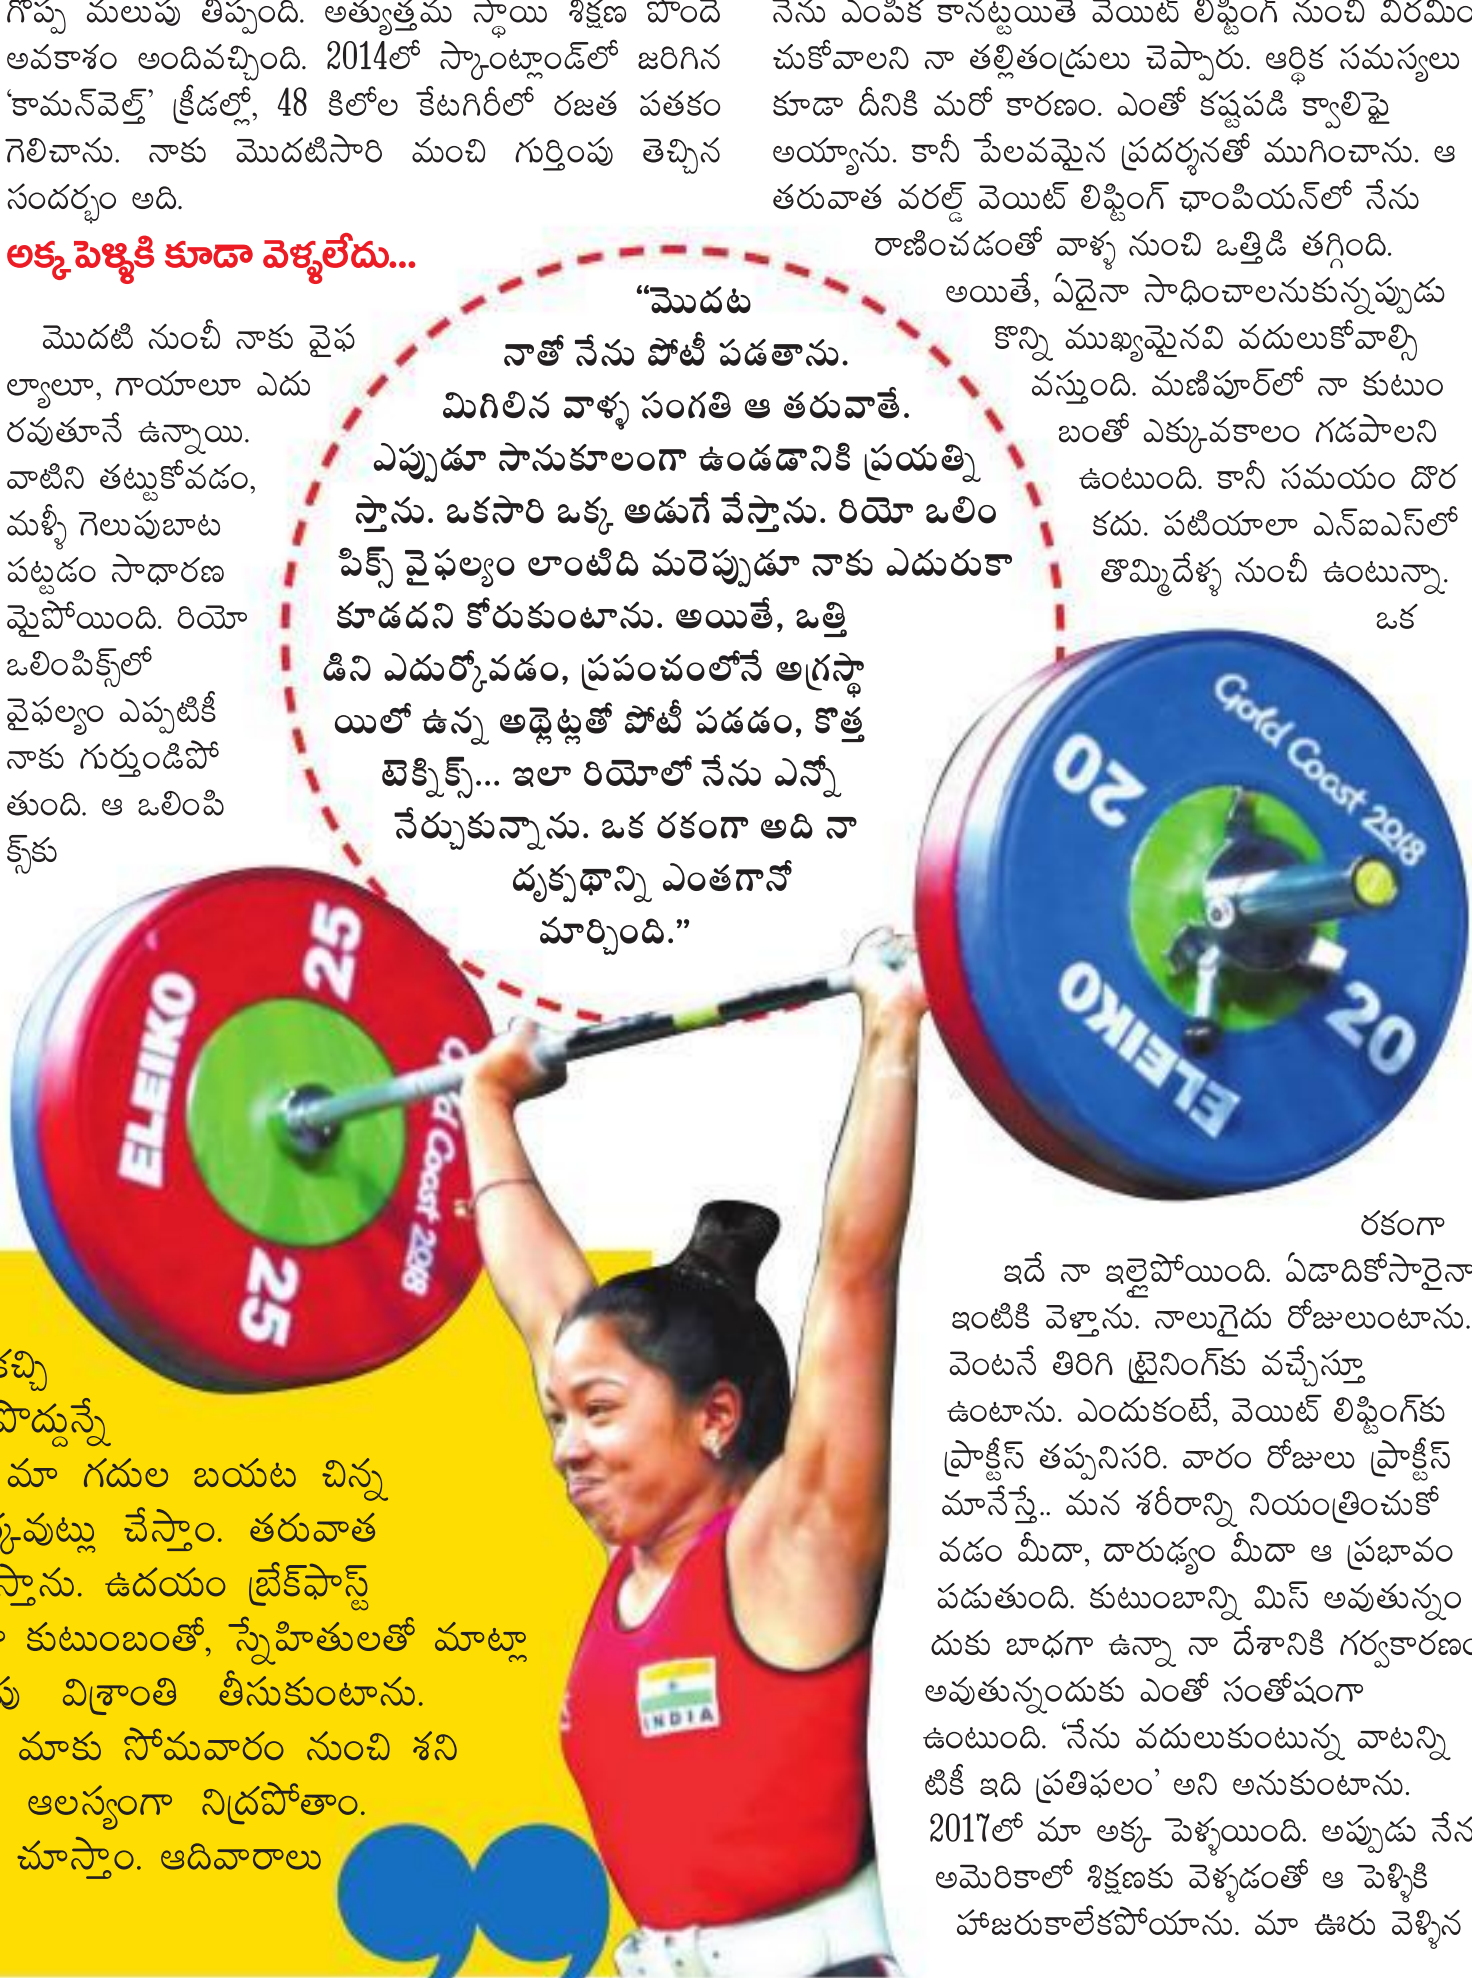 గొప్ప మలుపు తిప్పింది. అత్యుత్తమ స్థాయి శిక్షణ పొందే
అవకాశం అందివచ్చింది. 2014లో స్కాంట్లాండ్‌లో జరిగిన
‘కామన్‌వెల్త్’ క్రీడల్లో, 48 కిలోల కేటగిరీలో రజత పతకం
గెలిచాను. నాకు మొదటిసారి మంచి గుర్తింపు తెచ్చిన
సందర్భం అది.
అక్క పెళ్ళికి కూడా వెళ్ళలేదు...
మొదటి నుంచీ నాకు వైఫ
ల్యాలూ, గాయాలూ ఎదు
రవుతూనే ఉన్నాయి.
వాటిని తట్టుకోవడం,
మళ్ళీ గెలుపుబాట
పట్టడం సాధారణ
మైపోయింది. రియో
ఒలింపిక్స్‌లో
వైఫల్యం ఎప్పటికీ
నాకు గుర్తుండిపో
తుంది. ఆ ఒలింపి
క్స్‌కు
“మొదట
నాతో నేను పోటీ పడతాను.
మిగిలిన వాళ్ళ సంగతి ఆ తరువాతే.
ఎప్పుడూ సానుకూలంగా ఉండడానికి ప్రయత్ని
స్తాను. ఒకసారి ఒక్క అడుగే వేస్తాను. రియో ఒలిం
పిక్స్ వైఫల్యం లాంటిది మరెప్పుడూ నాకు ఎదురుకా
కూడదని కోరుకుంటాను. అయితే, ఒత్తి
డిని ఎదుర్కోవడం, ప్రపంచంలోనే అగ్రస్థా
యిలో ఉన్న అథ్లెట్లతో పోటీ పడడం, కొత్త
టెక్నిక్స్... ఇలా రియోలో నేను ఎన్నో
నేర్చుకున్నాను. ఒక రకంగా అది నా
దృక్పథాన్ని ఎంతగానో
మార్చింది.”
నేను ఎంపిక కానట్టయితే వెయిట్ లిఫ్టింగ్ నుంచి విరమిం
చుకోవాలని నా తల్లితండ్రులు చెప్పారు. ఆర్థిక సమస్యలు
కూడా దీనికి మరో కారణం. ఎంతో కష్టపడి క్వాలిఫై
అయ్యాను. కానీ పేలవమైన ప్రదర్శనతో ముగించాను. ఆ
తరువాత వరల్డ్ వెయిట్ లిఫ్టింగ్ ఛాంపియన్‌లో నేను
రాణించడంతో వాళ్ళ నుంచి ఒత్తిడి తగ్గింది.
అయితే, ఏదైనా సాధించాలనుకున్నప్పుడు
కొన్ని ముఖ్యమైనవి వదులుకోవాల్సి
వస్తుంది. మణిపూర్‌లో నా కుటుం
బంతో ఎక్కువకాలం గడపాలని
ఉంటుంది. కానీ సమయం దొర
కదు. పటియాలా ఎన్ఐఎస్‌లో
తొమ్మిదేళ్ళ నుంచీ ఉంటున్నా.
ఒక
రకంగా
ఇదే నా ఇల్లైపోయింది. ఏడాదికోసారైనా
ఇంటికి వెళ్తాను. నాలుగైదు రోజులుంటాను.
వెంటనే తిరిగి ట్రైనింగ్‌కు వచ్చేస్తూ
ఉంటాను. ఎందుకంటే, వెయిట్ లిఫ్టింగ్‌కు
ప్రాక్టీస్ తప్పనిసరి. వారం రోజులు ప్రాక్టీస్
మానేస్తే.. మన శరీరాన్ని నియంత్రించుకో
వడం మీదా, దారుఢ్యం మీదా ఆ ప్రభావం
పడుతుంది. కుటుంబాన్ని మిస్ అవుతున్నం
దుకు బాధగా ఉన్నా నా దేశానికి గర్వకారణం
అవుతున్నందుకు ఎంతో సంతోషంగా
ఉంటుంది. ‘నేను వదులుకుంటున్న వాటన్ని
టికీ ఇది ప్రతిఫలం’ అని అనుకుంటాను.
2017లో మా అక్క పెళ్ళయింది. అప్పుడు నేను
అమెరికాలో శిక్షణకు వెళ్ళడంతో ఆ పెళ్ళికి
హాజరుకాలేకపోయాను. మా ఊరు వెళ్ళిన
Gold Coast 2018
20
ELEIKO
20
25
ELEIKO
Gold Coast 2018
25
INDIA
పొద్దున్నే
మా గదుల బయట చిన్న
చేస్తాం. తరువాత
ఉదయం బ్రేక్‌ఫాస్ట్
కుటుంబంతో, స్నేహితులతో మాట్లా
విశ్రాంతి తీసుకుంటాను.
మాకు సోమవారం నుంచి శని
ఆలస్యంగా నిద్రపోతాం.
చూస్తాం. ఆదివారాలు